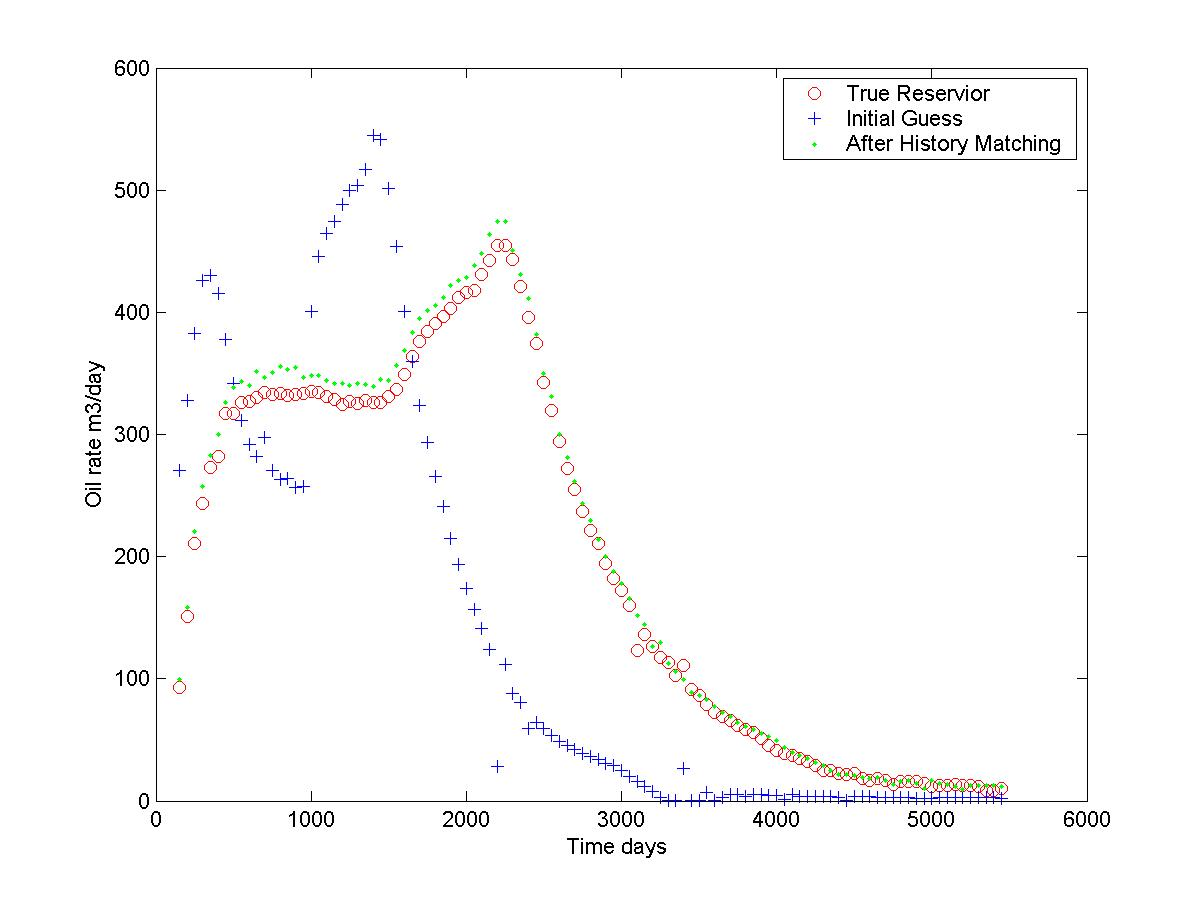 600
500
400
300
200
100
0
Oil rate m3/day
0 1000 2000 3000 4000 5000 6000
Time days
True Reservior
Initial Guess
After History Matching